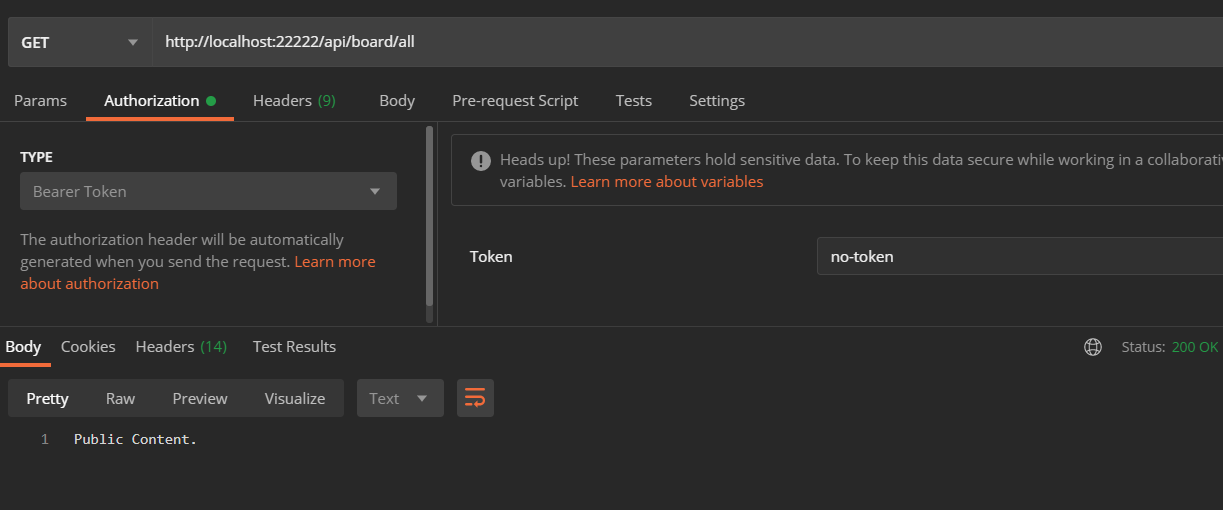 GET
http://localhost:22222/api/board/all
Params
Authorization
Headers (9)
Body
Pre-request Script
Tests
Settings
TYPE
Bearer Token
The authorization header will be automatically
generated when you send the request. Learn more
about authorization
Heads up! These parameters hold sensitive data. To keep this data secure while working in a
variables. Learn more about variables
Token
no-token
Body
Cookies
Headers (14)
Test Results
Status: 200 OK
Pretty
Raw
Preview
Visualize
Text
1 Public Content.